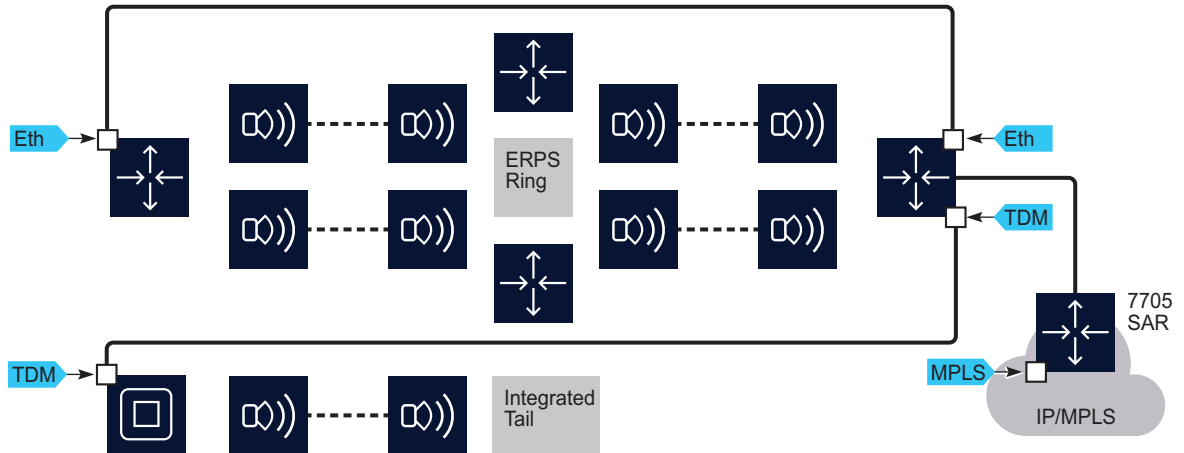 Eth
ERPS
Ring
Eth
TDM
7705
SAR
TDM
Integrated
Tail
MPLS
IP/MPLS